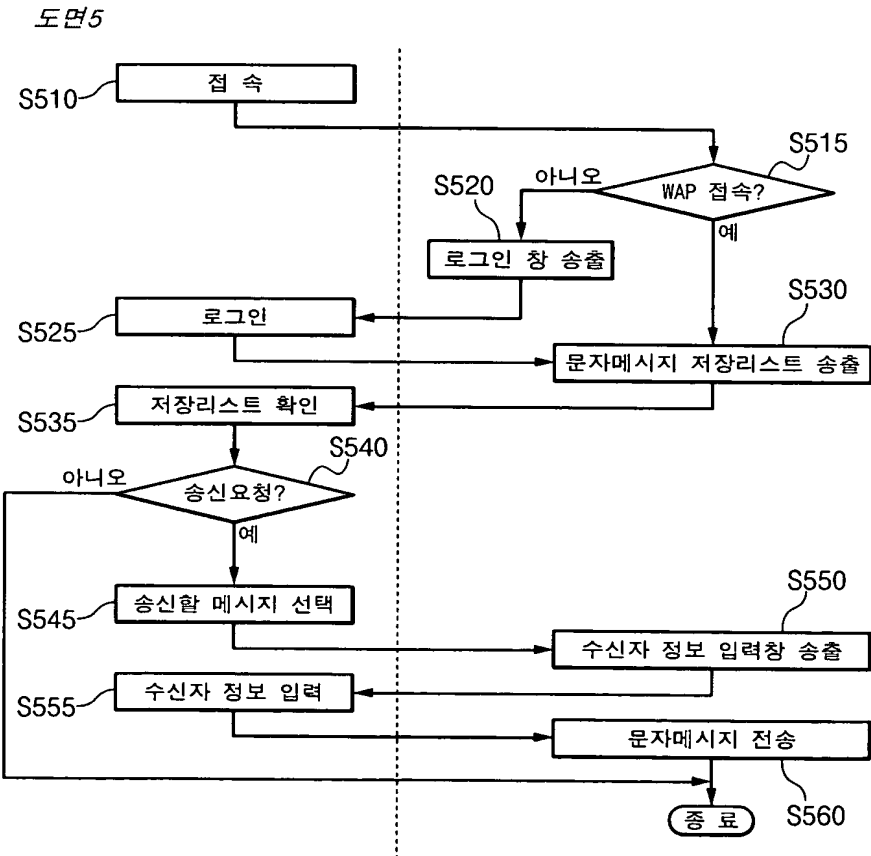 도면5
접 속
S510
S515
WAP 접속?
아니오
예
S520
로그인 창 송출
S525
로그인
S530
문자메시지 저장리스트 송출
S535
저장리스트 확인
S540
송신요청?
아니오
예
S545
송신할 메시지 선택
S550
수신자 정보 입력창 송출
S555
수신자 정보 입력
문자메시지 전송
S560
종 료